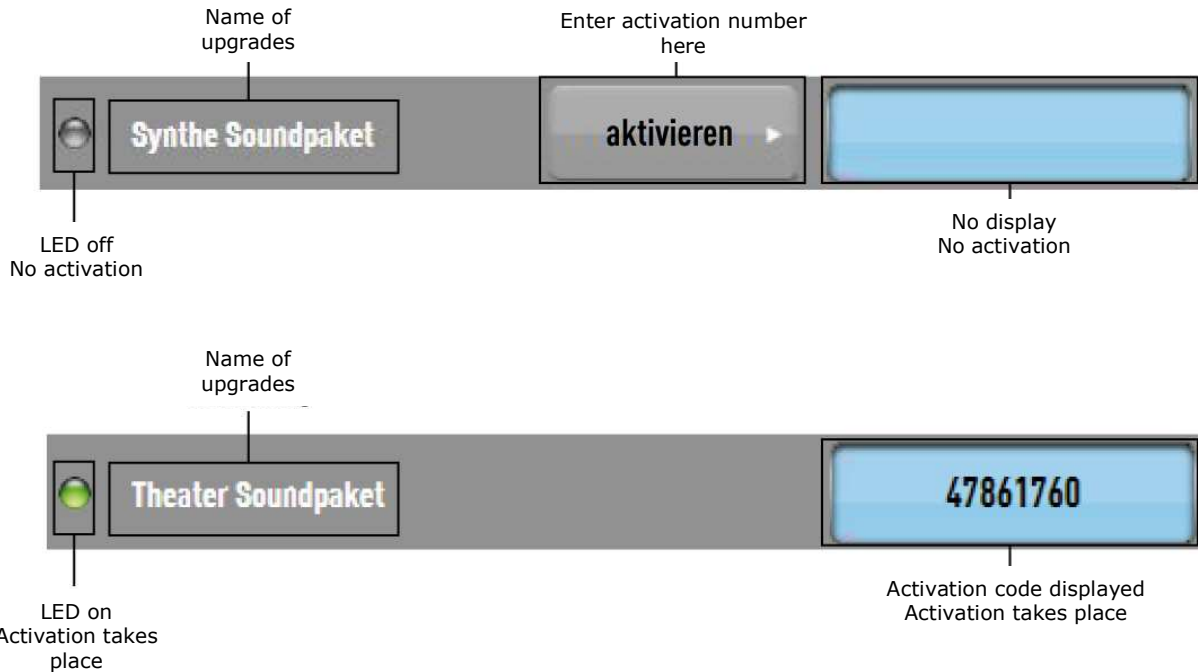 Name of
upgrades
Enter activation number
here
Synthe Soundpaket
aktivieren
LED off
No activation
No display
No activation
Name of
upgrades
Theater Soundpaket
47861760
LED on
Activation takes
place
Activation code displayed
Activation takes place